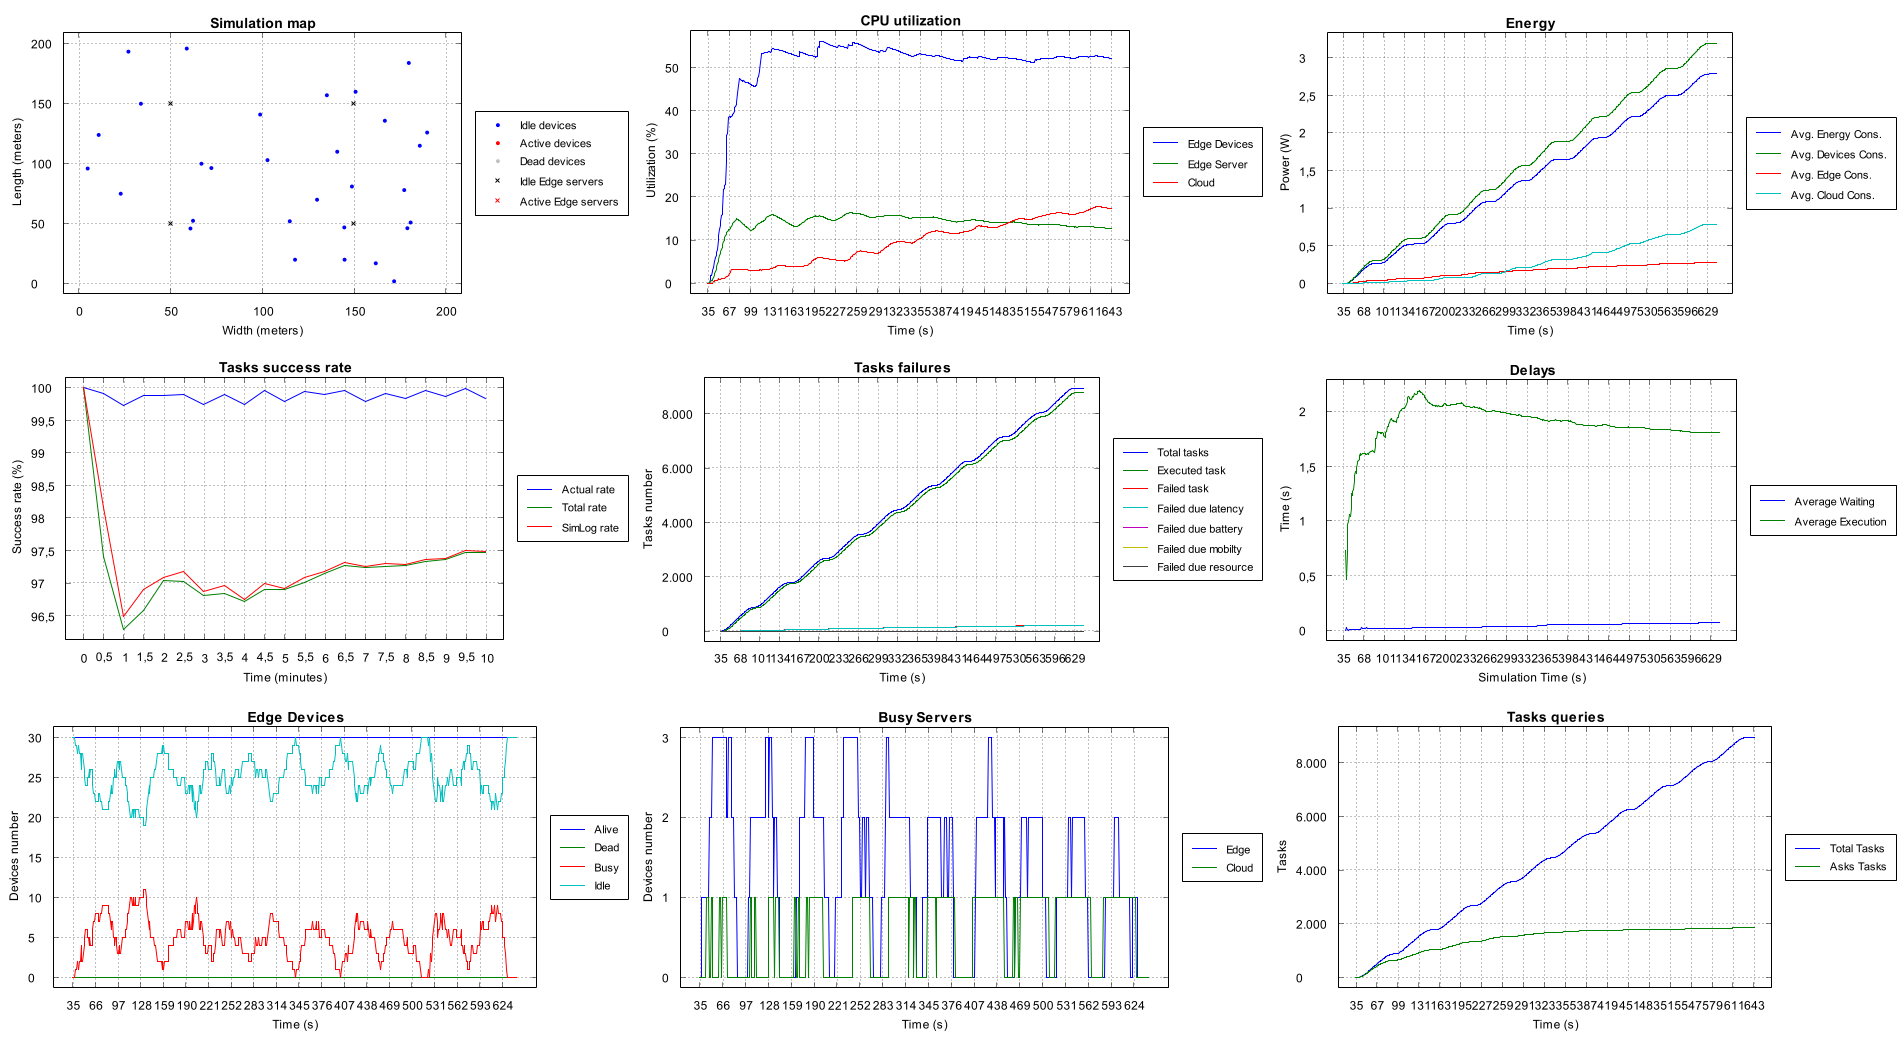 Simulation map
200
150
100
50
0
0 50 100 150 200
Length (meters)
Width (meters)
Idle devices
Active devices
Dead devices
Idle Edge servers
Active Edge servers
CPU utilization
50
40
30
20
10
0
Utilization (%)
Time (s)
Edge Devices
Edge Server
Cloud
Energy
3
2,5
2
1,5
1
0,5
0
Power (W)
Time (s)
Avg. Energy Cons.
Avg. Devices Cons.
Avg. Edge Cons.
Avg. Cloud Cons.
Tasks success rate
100
99,5
99
98,5
98
97,5
97
96,5
0 0,5 1 1,5 2 2,5 3 3,5 4 4,5 5 5,5 6 6,5 7 7,5 8 8,5 9 9,5 10
Success rate (%)
Time (minutes)
Actual rate
Total rate
SimLog rate
Tasks failures
8.000
6.000
4.000
2.000
0
Tasks number
Time (s)
Total tasks
Executed task
Failed task
Failed due latency
Failed due battery
Failed due mobilty
Failed due resource
Delays
2
1,5
1
0,5
0
Time (s)
Simulation Time (s)
Average Waiting
Average Execution
Edge Devices
30
25
20
15
10
5
0
35 66 97 128 159 190 221 252 283 314 345 376 407 438 469 500 531 562 593 624
Devices number
Time (s)
Alive
Dead
Busy
Idle
Busy Servers
3
2
1
0
35 66 97 128 159 190 221 252 283 314 345 376 407 438 469 500 531 562 593 624
Devices number
Time (s)
Edge
Cloud
Tasks queries
8.000
6.000
4.000
2.000
0
Tasks
Time (s)
Total Tasks
Asks Tasks